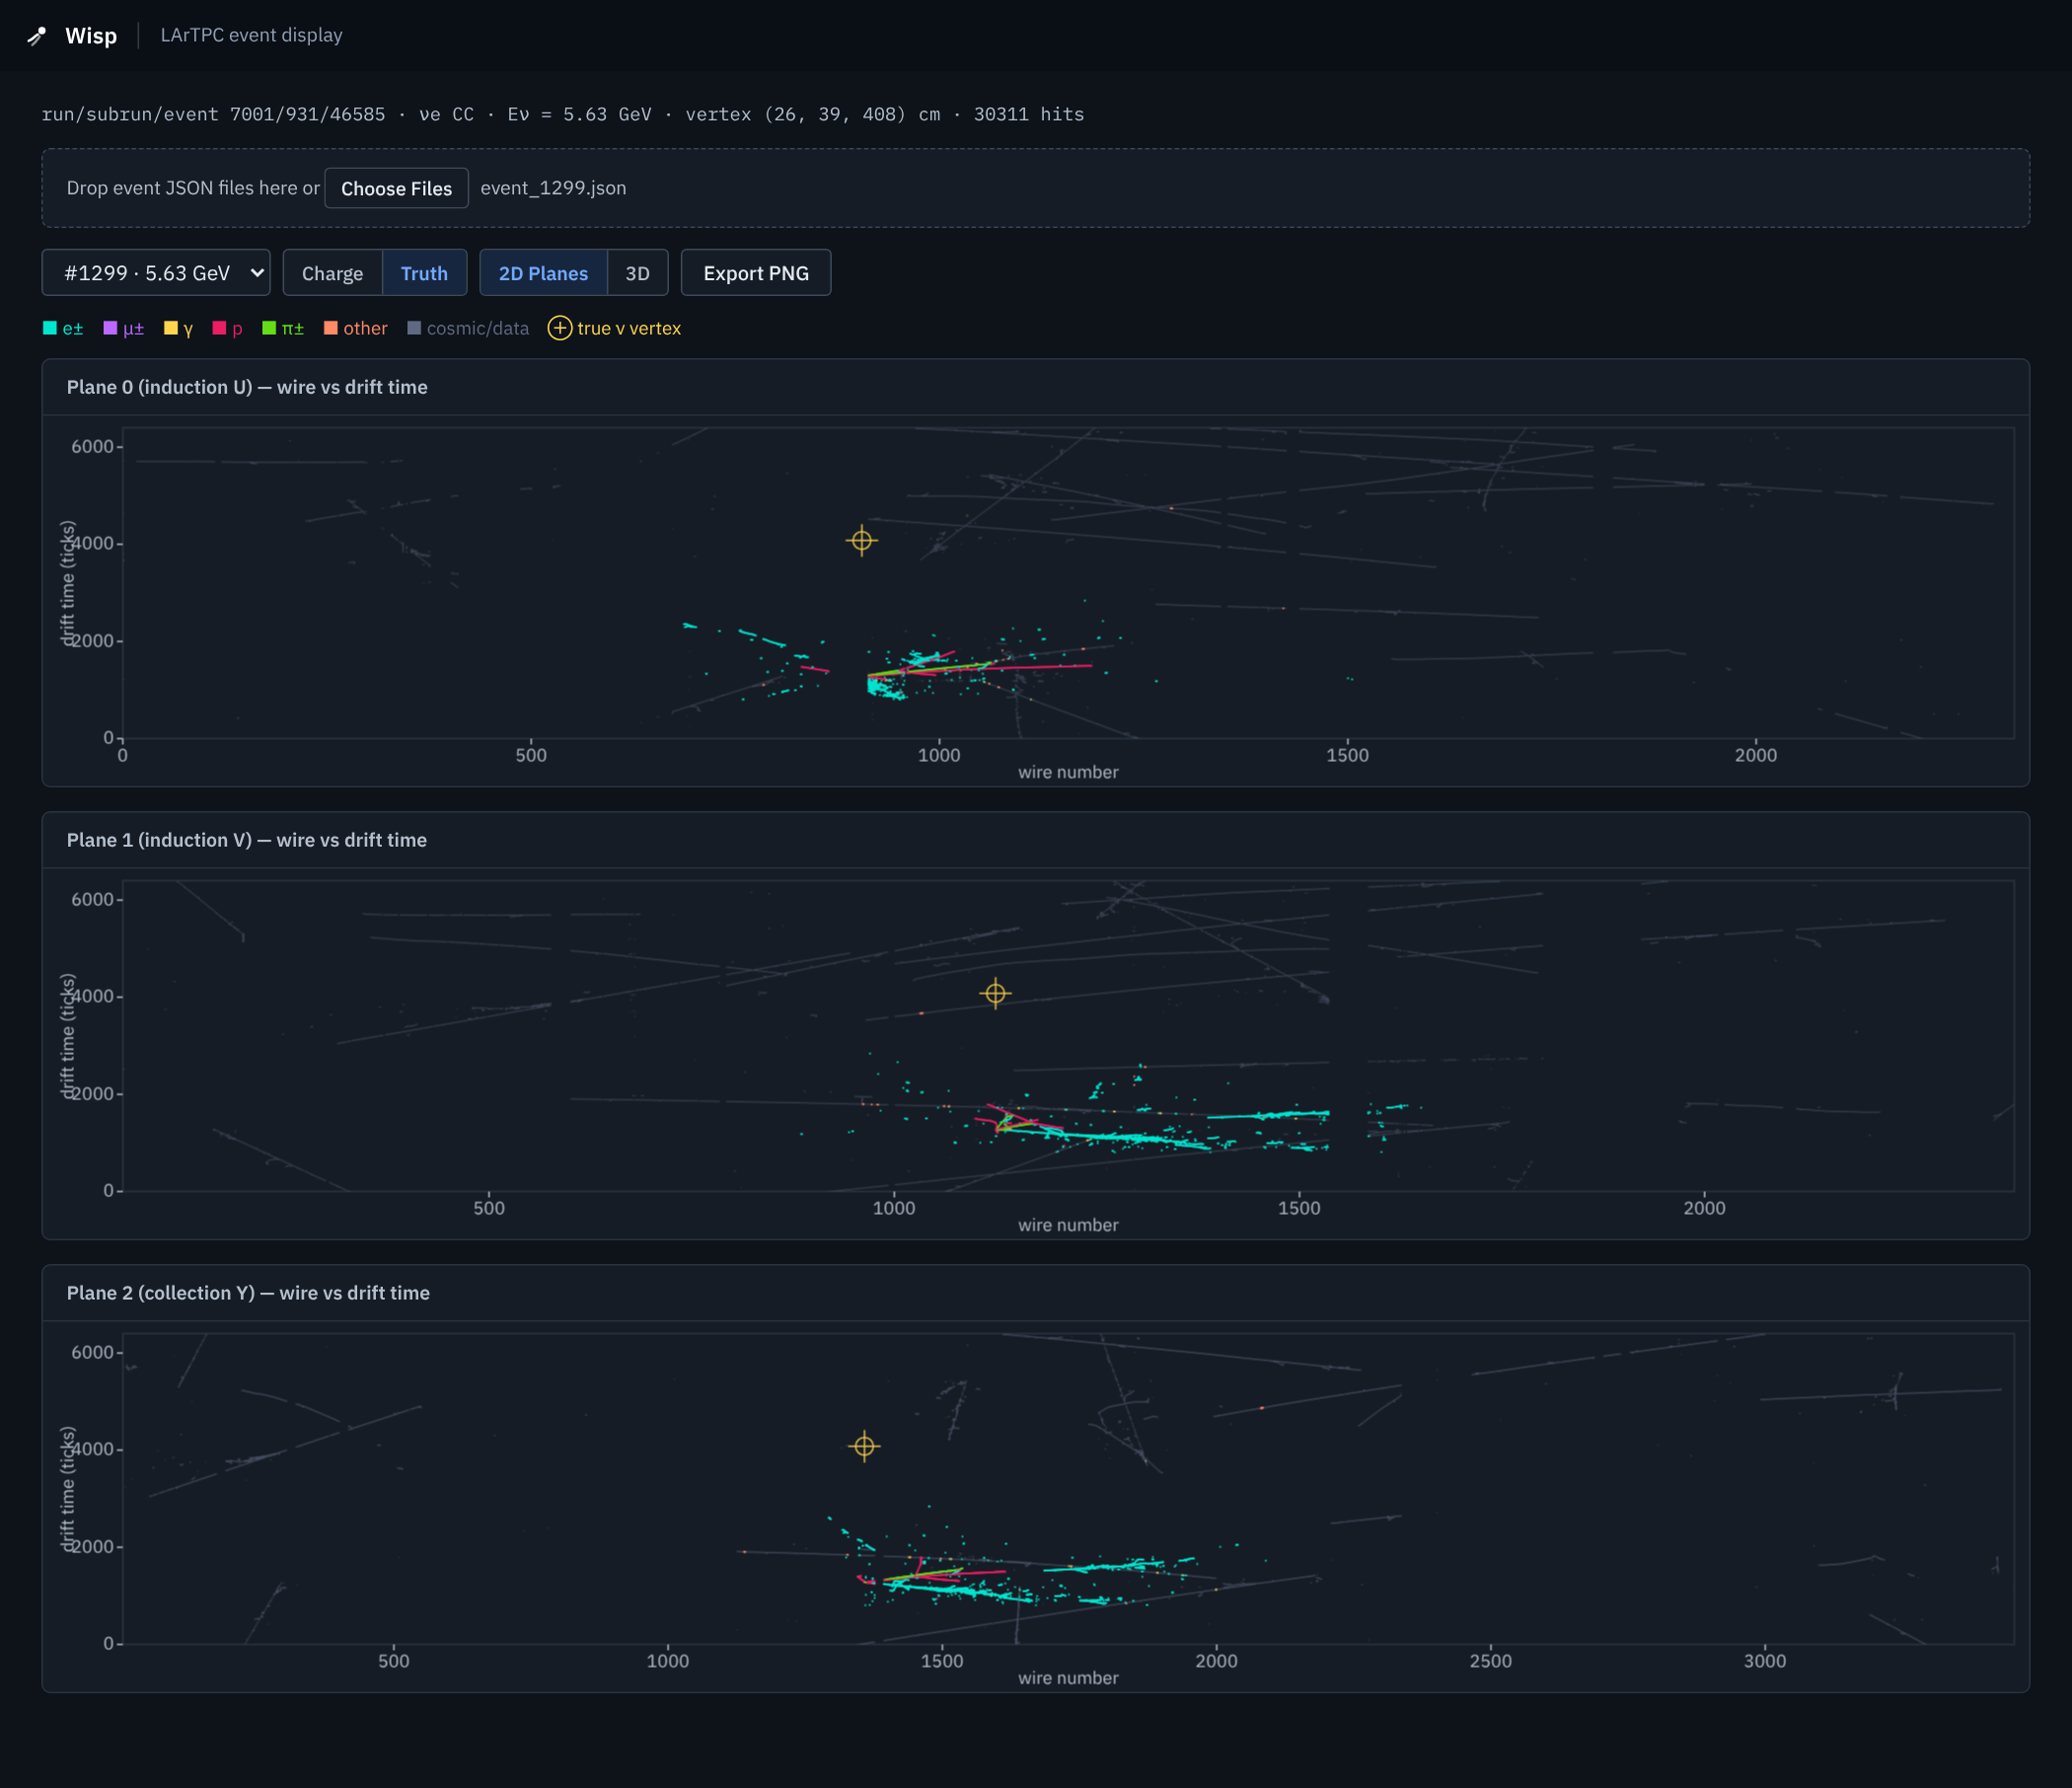 Wisp LArTPC event display
run/subrun/event 7001/931/46585 · νe CC · Eν = 5.63 GeV · vertex (26, 39, 408) cm · 30311 hits
Drop event JSON files here or Choose Files event_1299.json
#1299 · 5.63 GeV Charge Truth 2D Planes 3D Export PNG
e± μ± γ p π± other cosmic/data true ν vertex
Plane 0 (induction U) — wire vs drift time
6000
4000
2000
0
drift time (ticks)
0 500 1000 1500 2000
wire number
Plane 1 (induction V) — wire vs drift time
6000
4000
2000
0
drift time (ticks)
500 1000 1500 2000
wire number
Plane 2 (collection Y) — wire vs drift time
6000
4000
2000
0
drift time (ticks)
500 1000 1500 2000 2500 3000
wire number